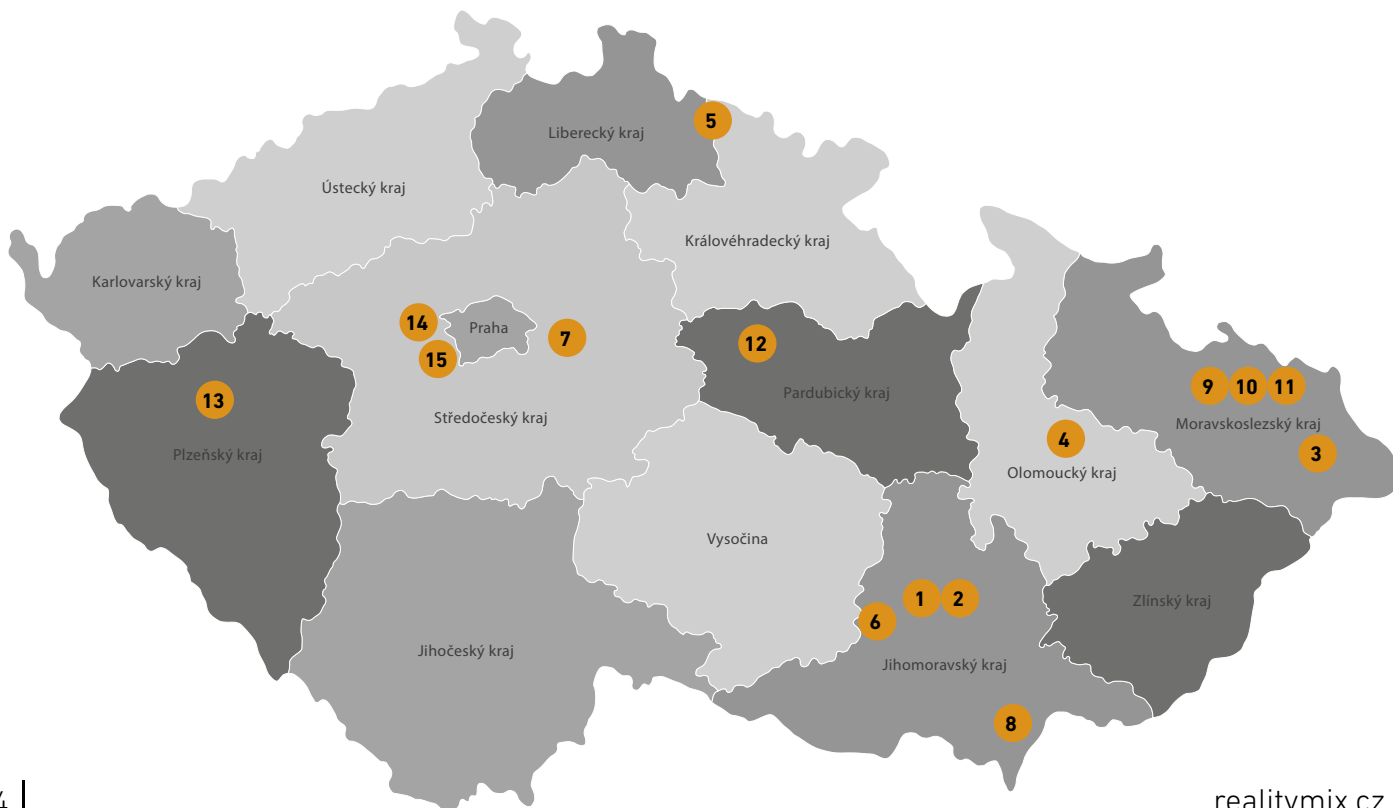 5
Liberecký kraj
Ústecký kraj
Královéhradecký kraj
Karlovarský kraj
14
Praha
7
12
15
9
10
11
13
Pardubický kraj
Středočeský kraj
Moravskoslezský kraj
4
3
Plzeňský kraj
Olomoucký kraj
Vysočina
1
2
Zlínský kraj
6
Jihočeský kraj
Jihomoravský kraj
8
4
realitymix.cz